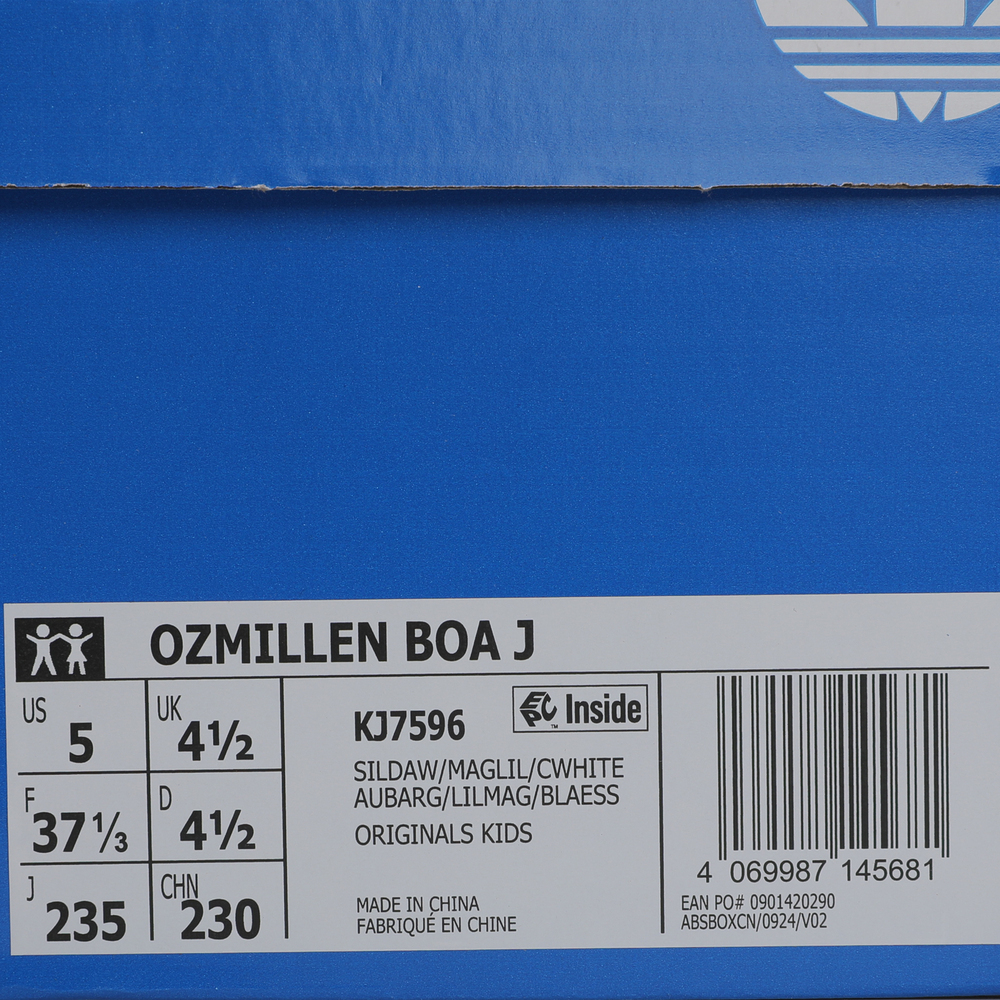 OZMILLEN BOA J
US 5 UK 4½
F 37⅓ D 4½
J 235 CHN 230
KJ7596 EPC™ Inside
SILDAW/MAGLIL/CWHITE
AUBARG/LILMAG/BLAESS
ORIGINALS KIDS
MADE IN CHINA
FABRIQUÉ EN CHINE
4 069987 145681
EAN PO# 0901420290
ABSBOXCN/0924/V02